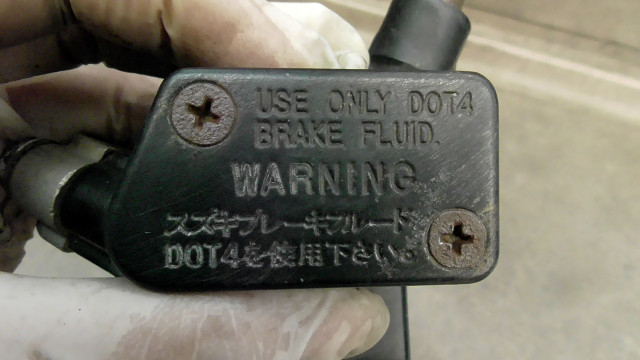 USE ONLY DOT4
BRAKE FLUID.
WARNING
スズキブレーキフルード
DOT4を使用下さい。